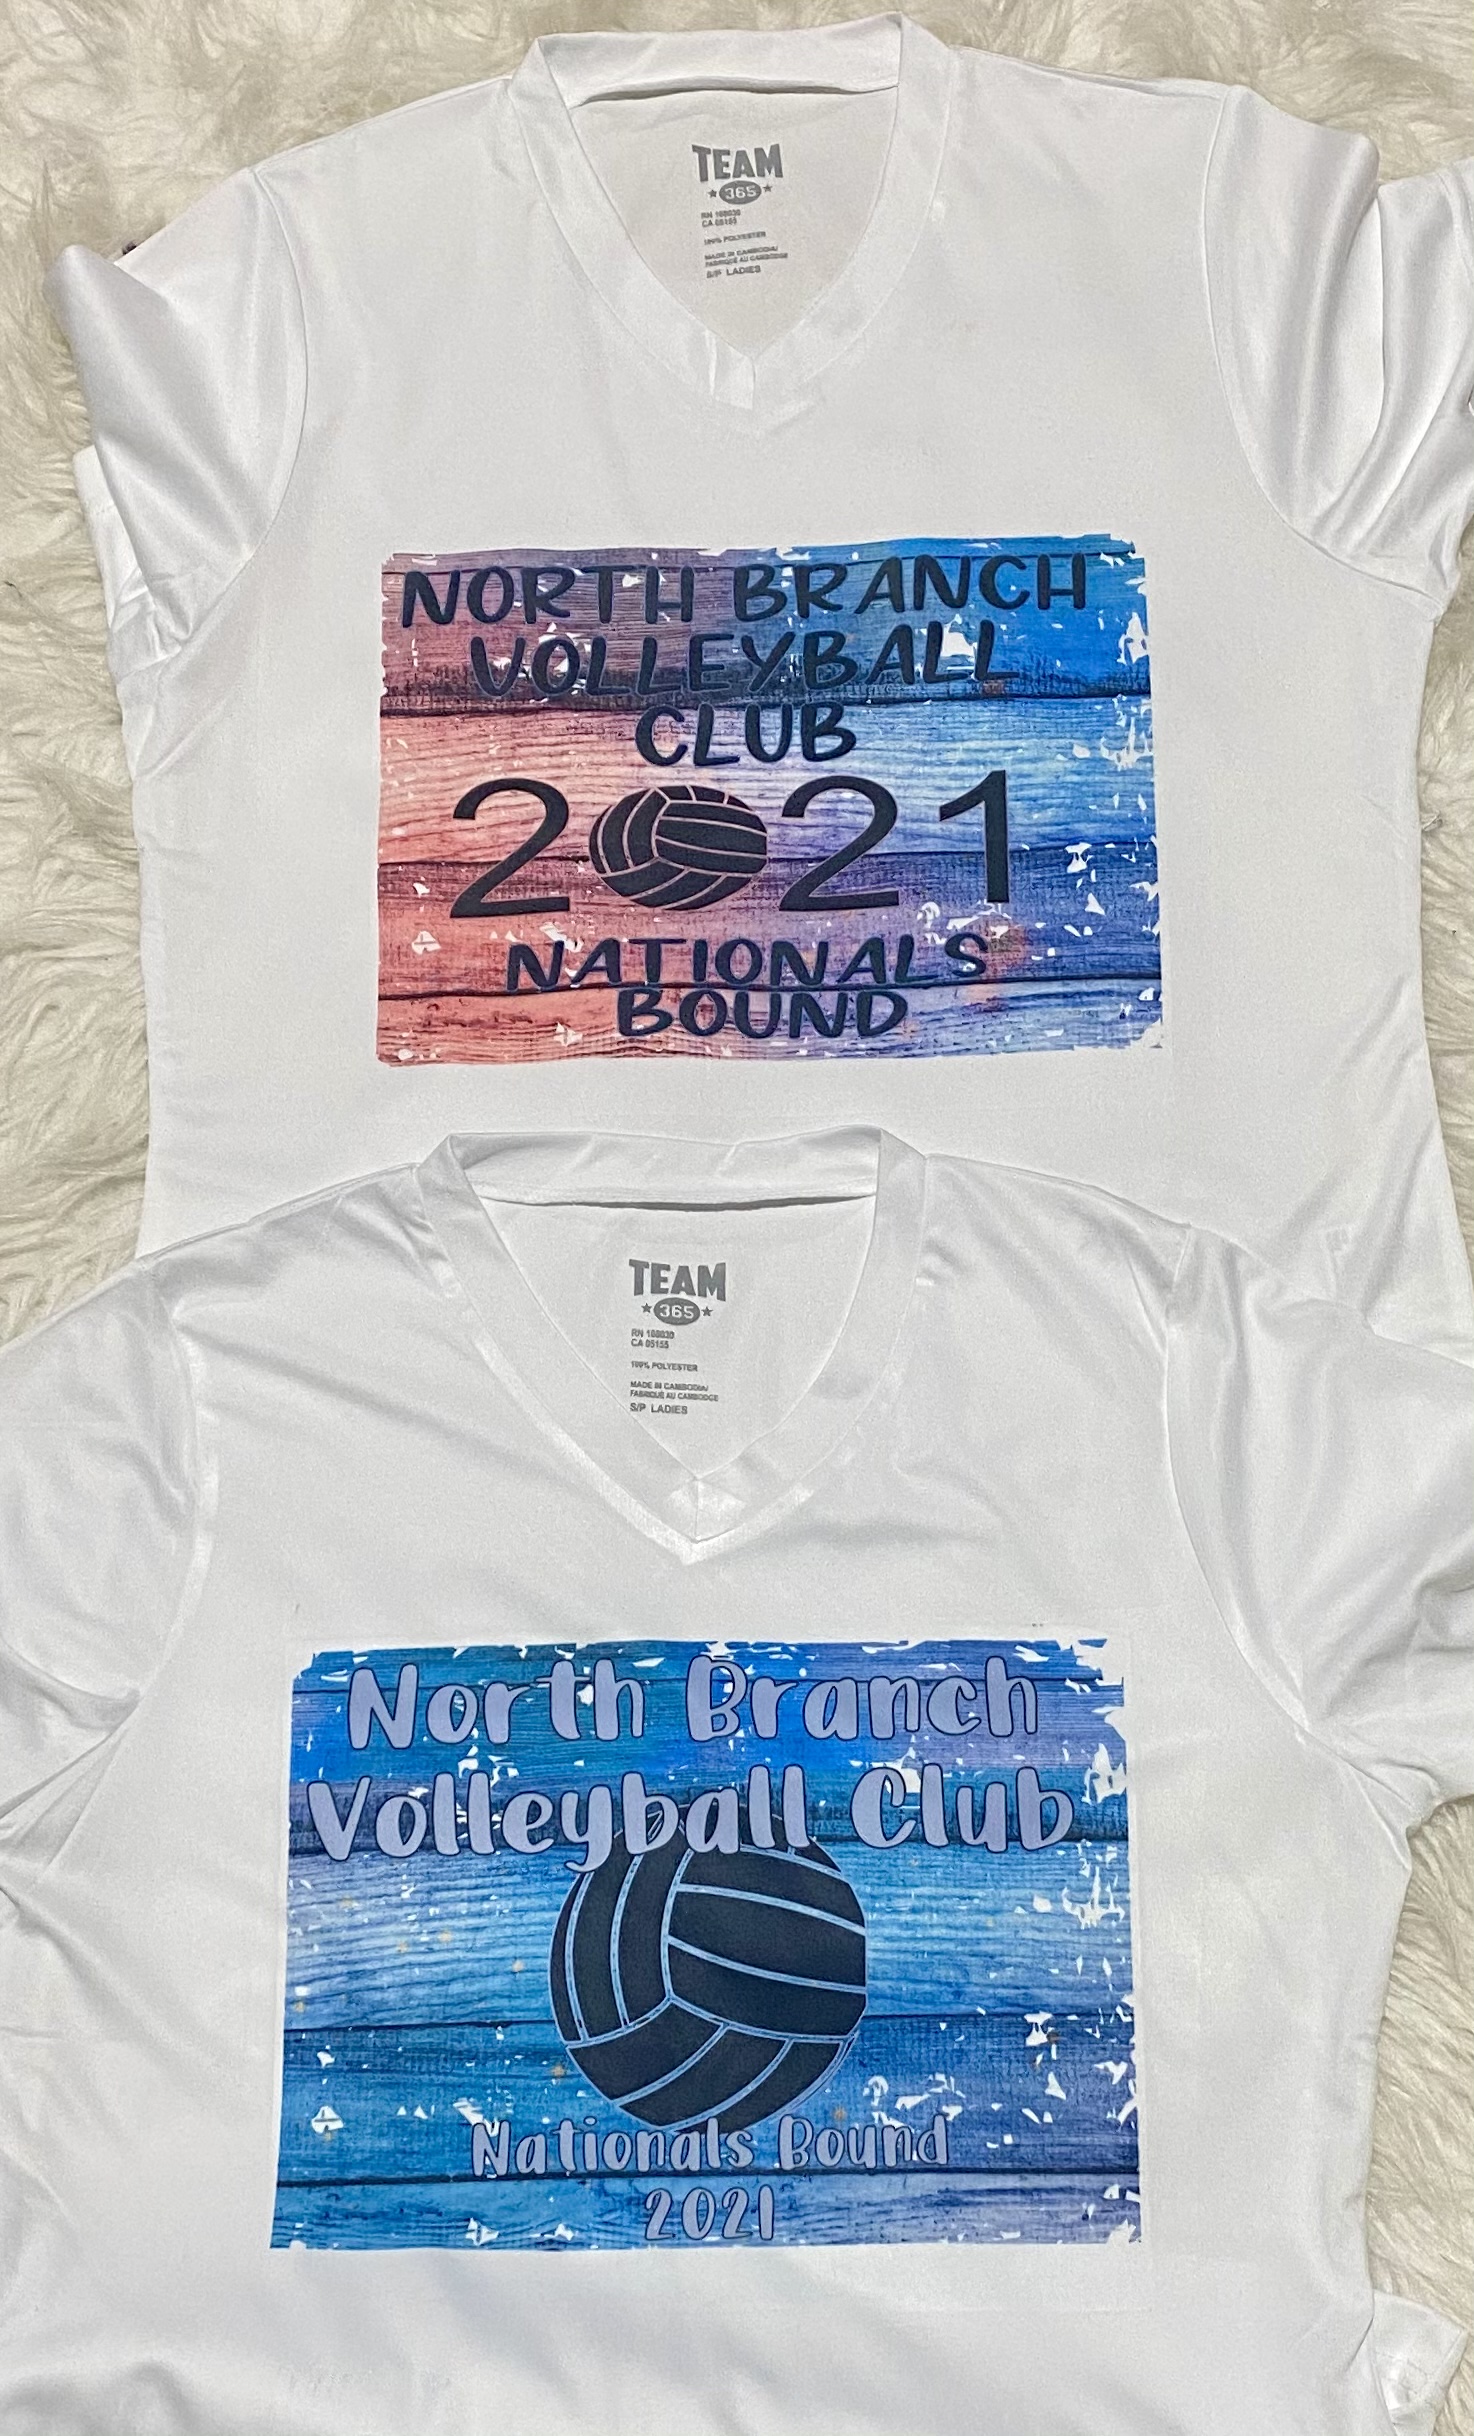 TEAM
365
RN 168030
CA 05155
100% POLYESTER
MADE IN CAMBODIA/
FABRIQUÉ AU CAMBODGE
S/P LADIES
NORTH BRANCH
VOLLEYBALL
CLUB
2021
NATIONALS
BOUND
TEAM
365
RN 168030
CA 05155
100% POLYESTER
MADE IN CAMBODIA/
FABRIQUÉ AU CAMBODGE
S/P LADIES
North Branch
Volleyball Club
Nationals Bound
2021